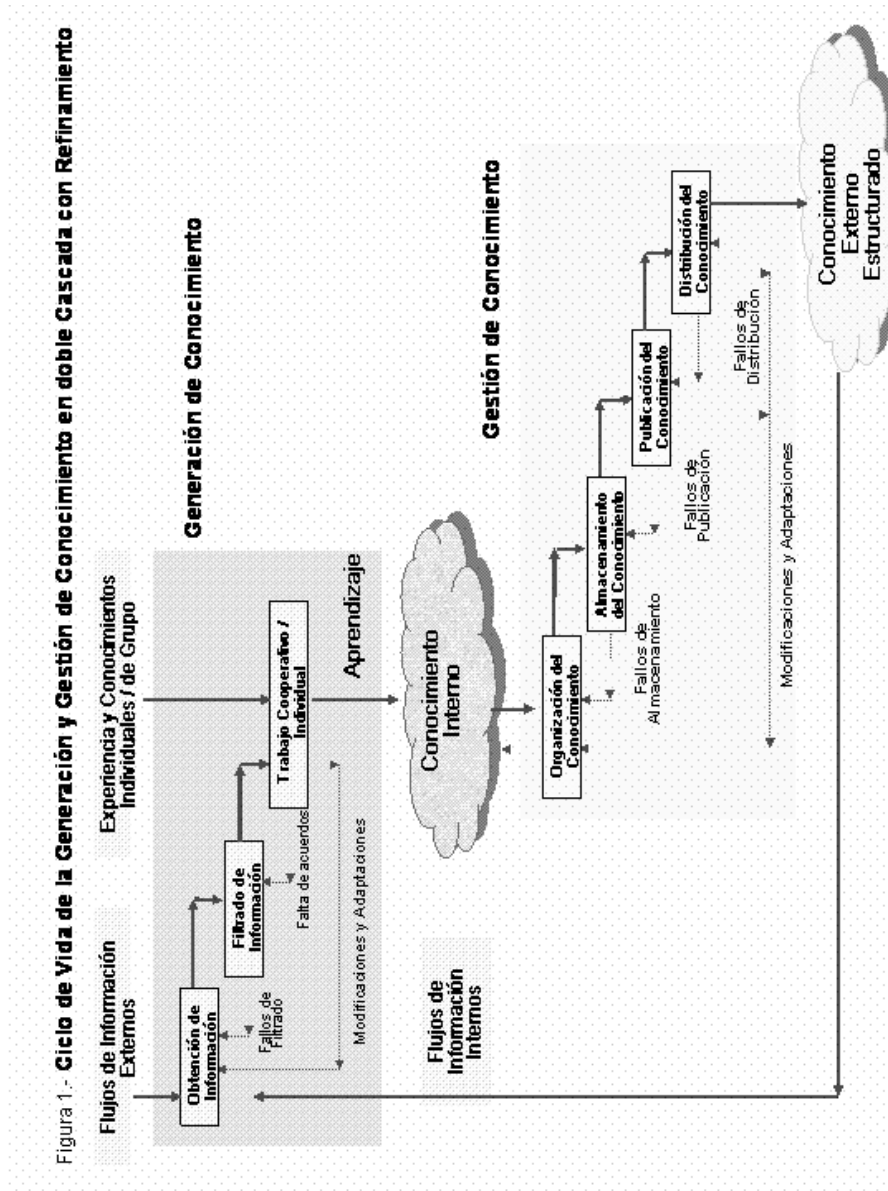 Figura 1.- Ciclo de Vida de la Generación y Gestión de Conocimiento en doble Cascada con Refinamiento
Flujos de Información
Externos
Experiencia y Conocimientos
Individuales / de Grupo
Generación de Conocimiento
Obtención de
Información
Fallos de
Filtrado
Filtrado de
Información
Falta de acuerdos
Trabajo Cooperativo /
Individual
Modificaciones y Adaptaciones
Aprendizaje
Flujos de
Información
Internos
Conocimiento
Interno
Gestión de Conocimiento
Organización del
Conocimiento
Fallos de
Almacenamiento
Almacenamiento
del Conocimiento
Fallos de
Publicación
Publicación del
Conocimiento
Fallos de
Distribución
Distribución del
Conocimiento
Modificaciones y Adaptaciones
Conocimiento
Externo
Estructurado